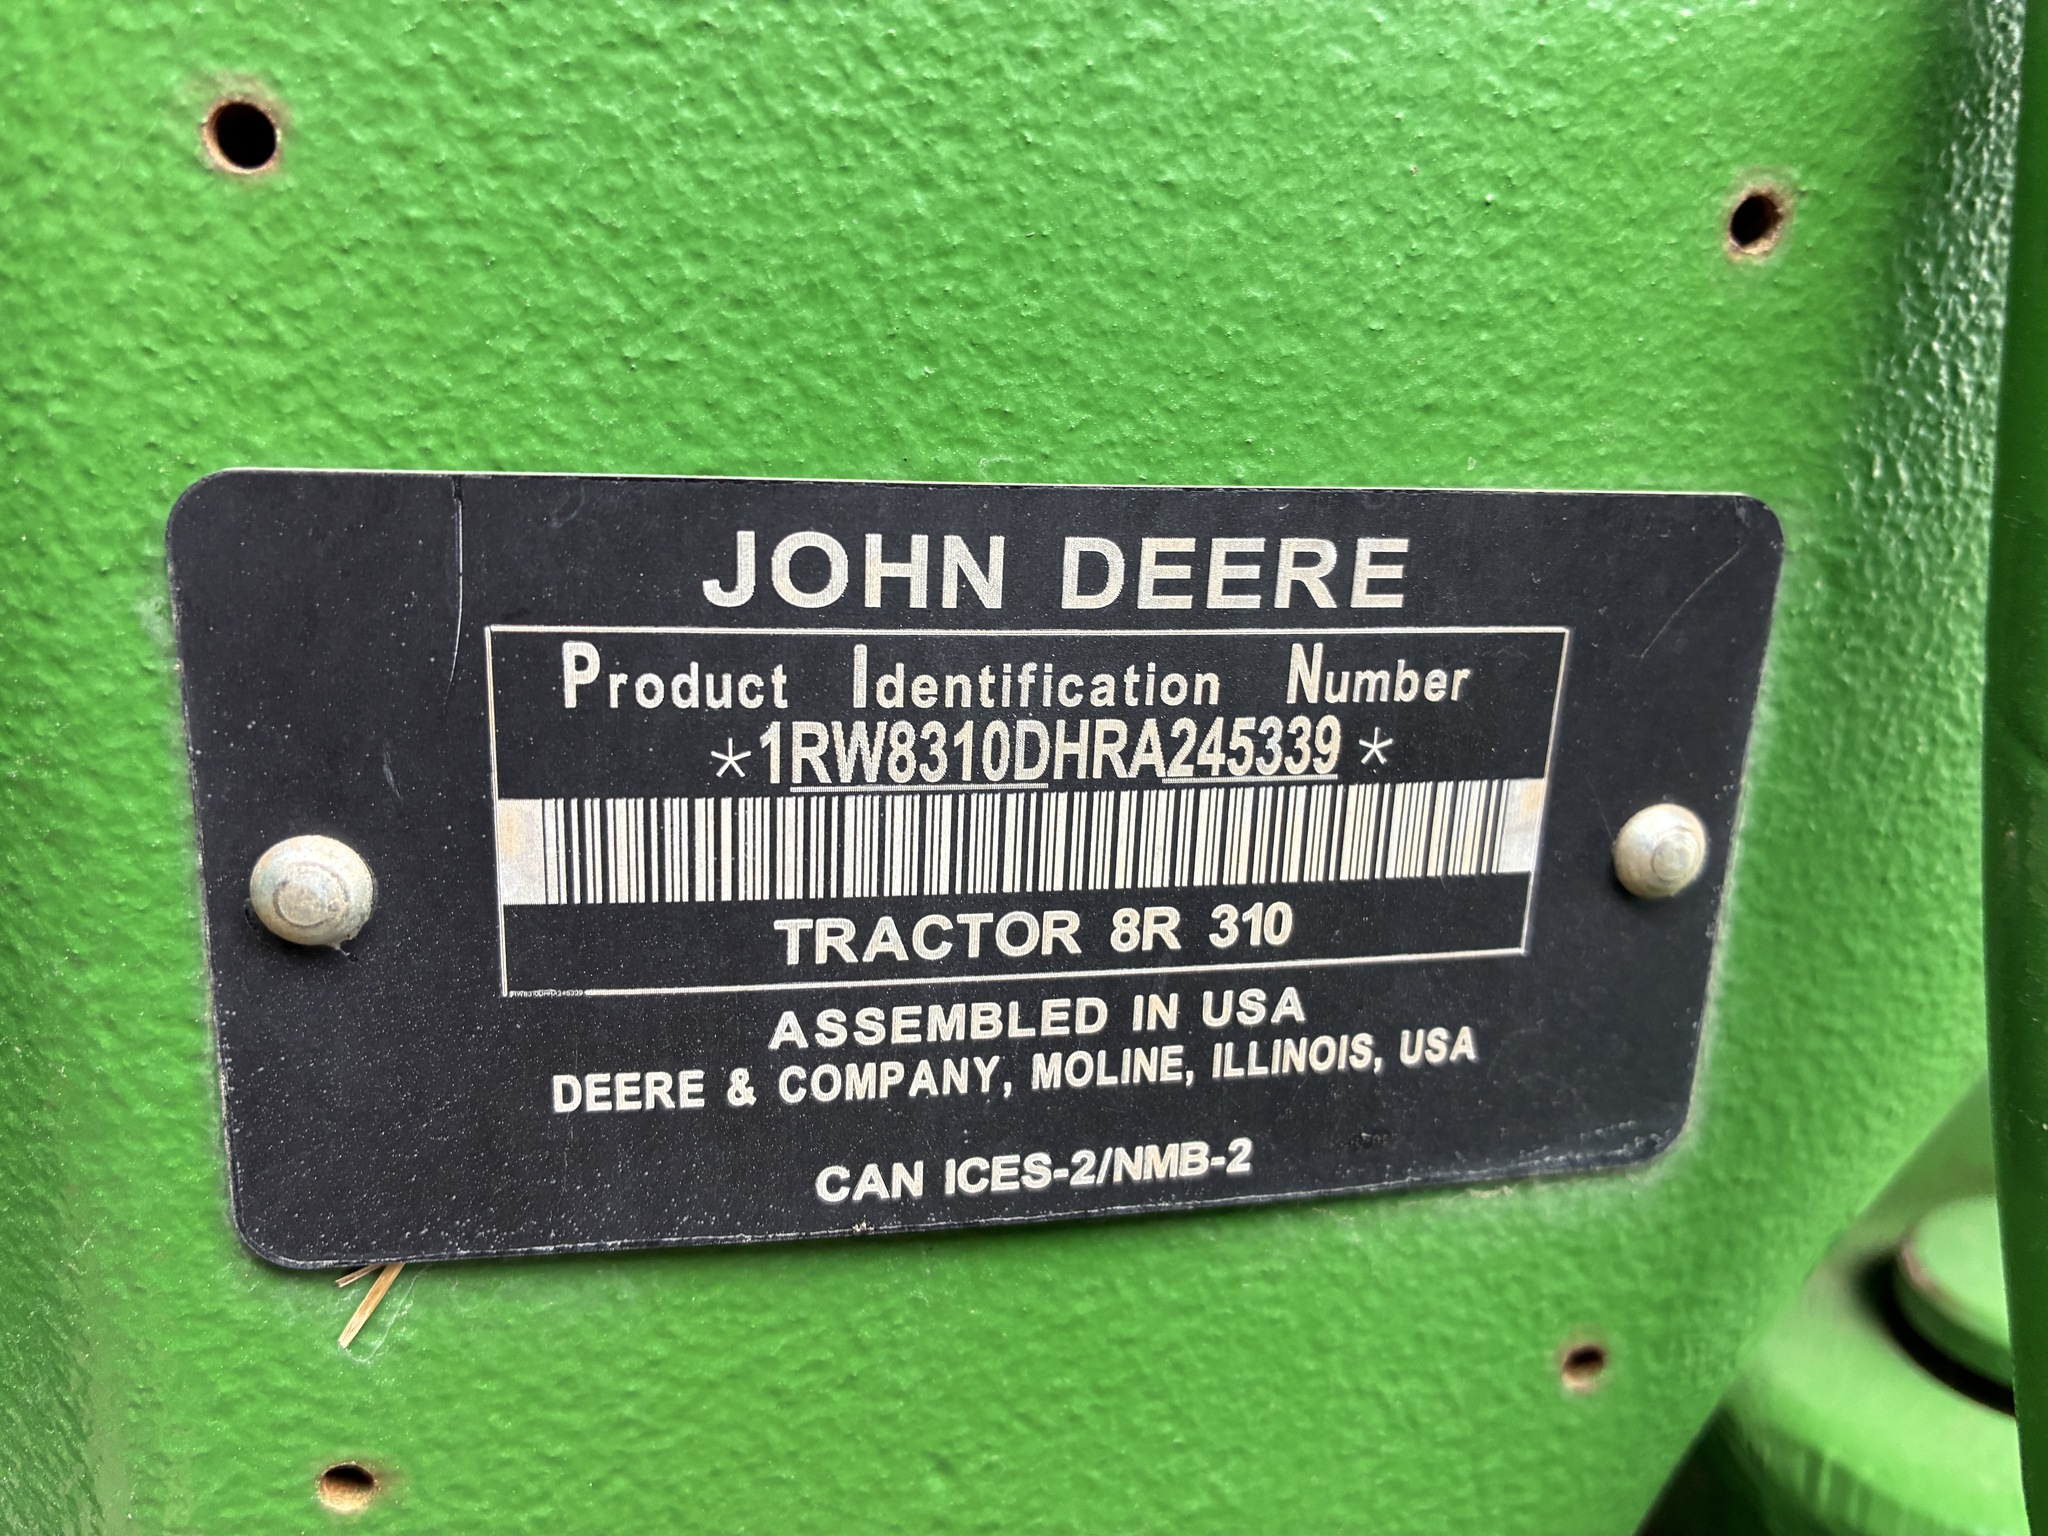 JOHN DEERE
Product Identification Number
*1RW8310DHRA245339*
TRACTOR 8R 310
1RW8310DHRA245339
ASSEMBLED IN USA
DEERE & COMPANY, MOLINE, ILLINOIS, USA
CAN ICES-2/NMB-2